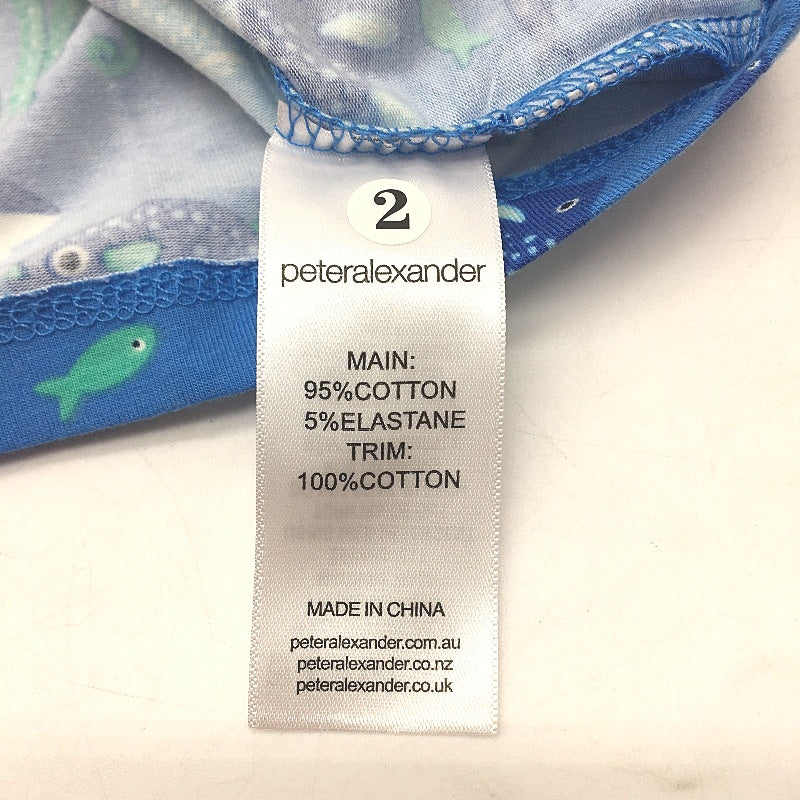 2
peteralexander
MAIN:
95%COTTON
5%ELASTANE
TRIM:
100%COTTON
MADE IN CHINA
peteralexander.com.au
peteralexander.co.nz
peteralexander.co.uk